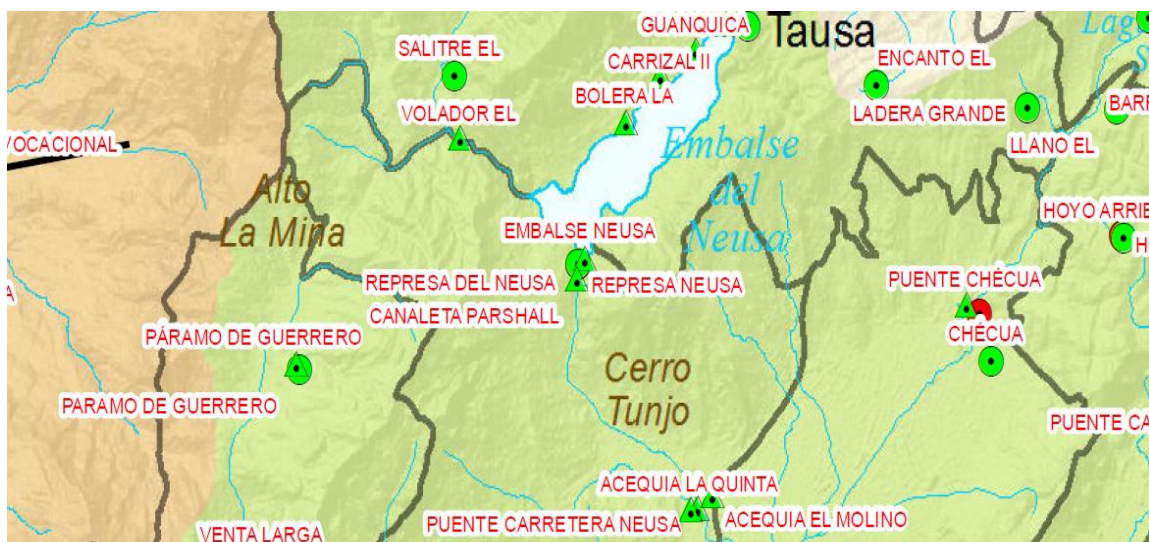 GUANQUICA
Tausa
Lag
S
SALITRE EL
CARRIZAL II
ENCANTO EL
BOLERA LA
LADERA GRANDE
BARR
VOLADOR EL
VOCACIONAL
LLANO EL
Embalse
del
Neusa
Alto
La Mina
HOYO ARRIB
EMBALSE NEUSA
HO
REPRESA DEL NEUSA
REPRESA NEUSA
PUENTE CHÉCUA
A
CANALETA PARSHALL
PÁRAMO DE GUERRERO
CHÉCUA
Cerro
Tunjo
PARAMO DE GUERRERO
PUENTE CA
ACEQUIA LA QUINTA
PUENTE CARRETERA NEUSA
ACEQUIA EL MOLINO
VENTA LARGA